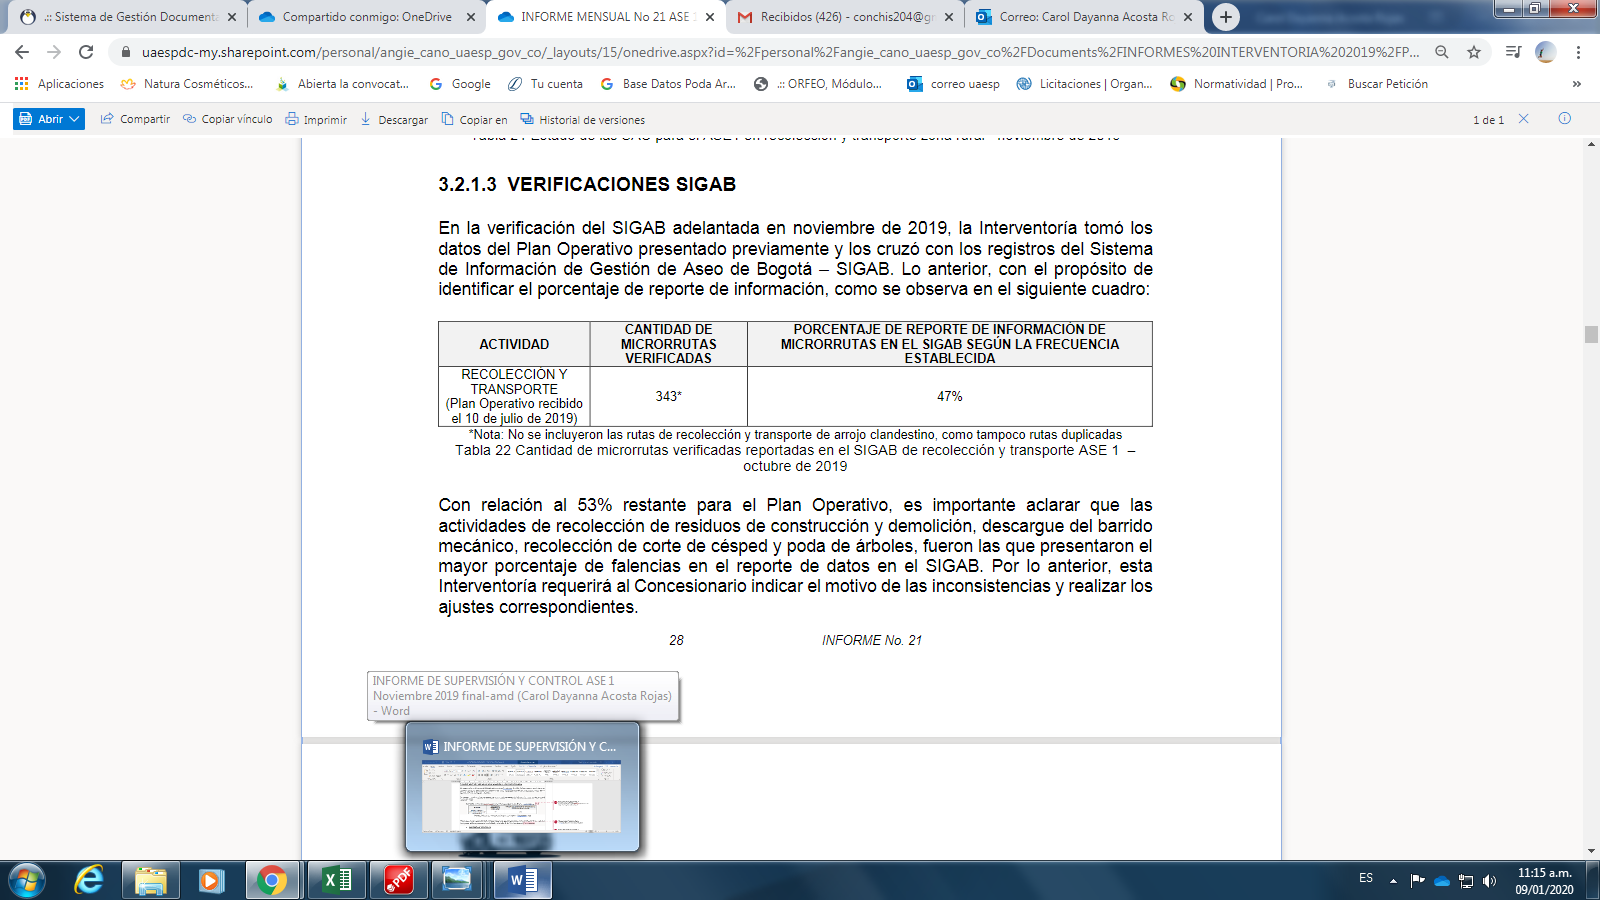 .:: Sistema de Gestión Documenta
Compartido conmigo: OneDrive
INFORME MENSUAL No 21 ASE 1
Recibidos (426) - conchis204@gm
Correo: Carol Dayanna Acosta Ro
uaespdc-my.sharepoint.com/personal/angie_cano_uaesp_gov_co/_layouts/15/onedrive.aspx?id=%2Fpersonal%2Fangie_cano_uaesp_gov_co%2FDocuments%2FINFORMES%20INTERVENTORIA%202019%2FP...
Aplicaciones
Natura Cosméticos...
Abierta la convocat...
Google
Tu cuenta
Base Datos Poda Ar...
.:: ORFEO, Módulo...
correo uaesp
Licitaciones | Organ...
Normatividad | Pro...
Buscar Petición
»
Abrir
Compartir
Copiar vínculo
Imprimir
Descargar
Copiar en
Historial de versiones
1 de 1
3.2.1.3 VERIFICACIONES SIGAB
En la verificación del SIGAB adelantada en noviembre de 2019, la Interventoría tomó los
datos del Plan Operativo presentado previamente y los cruzó con los registros del Sistema
de Información de Gestión de Aseo de Bogotá – SIGAB. Lo anterior, con el propósito de
identificar el porcentaje de reporte de información, como se observa en el siguiente cuadro:
ACTIVIDAD
CANTIDAD DE
MICRORRUTAS
VERIFICADAS
PORCENTAJE DE REPORTE DE INFORMACIÓN DE
MICRORRUTAS EN EL SIGAB SEGÚN LA FRECUENCIA
ESTABLECIDA
RECOLECCIÓN Y
TRANSPORTE
(Plan Operativo recibido
el 10 de julio de 2019)
343*
47%
*Nota: No se incluyeron las rutas de recolección y transporte de arrojo clandestino, como tampoco rutas duplicadas
Tabla 22 Cantidad de microrrutas verificadas reportadas en el SIGAB de recolección y transporte ASE 1 –
octubre de 2019
Con relación al 53% restante para el Plan Operativo, es importante aclarar que las
actividades de recolección de residuos de construcción y demolición, descargue del barrido
mecánico, recolección de corte de césped y poda de árboles, fueron las que presentaron el
mayor porcentaje de falencias en el reporte de datos en el SIGAB. Por lo anterior, esta
Interventoría requerirá al Concesionario indicar el motivo de las inconsistencias y realizar los
ajustes correspondientes.
28 INFORME No. 21
INFORME DE SUPERVISIÓN Y CONTROL ASE 1
Noviembre 2019 final-amd (Carol Dayanna Acosta Rojas)
- Word
INFORME DE SUPERVISIÓN Y C...
ES
11:15 a.m.
09/01/2020